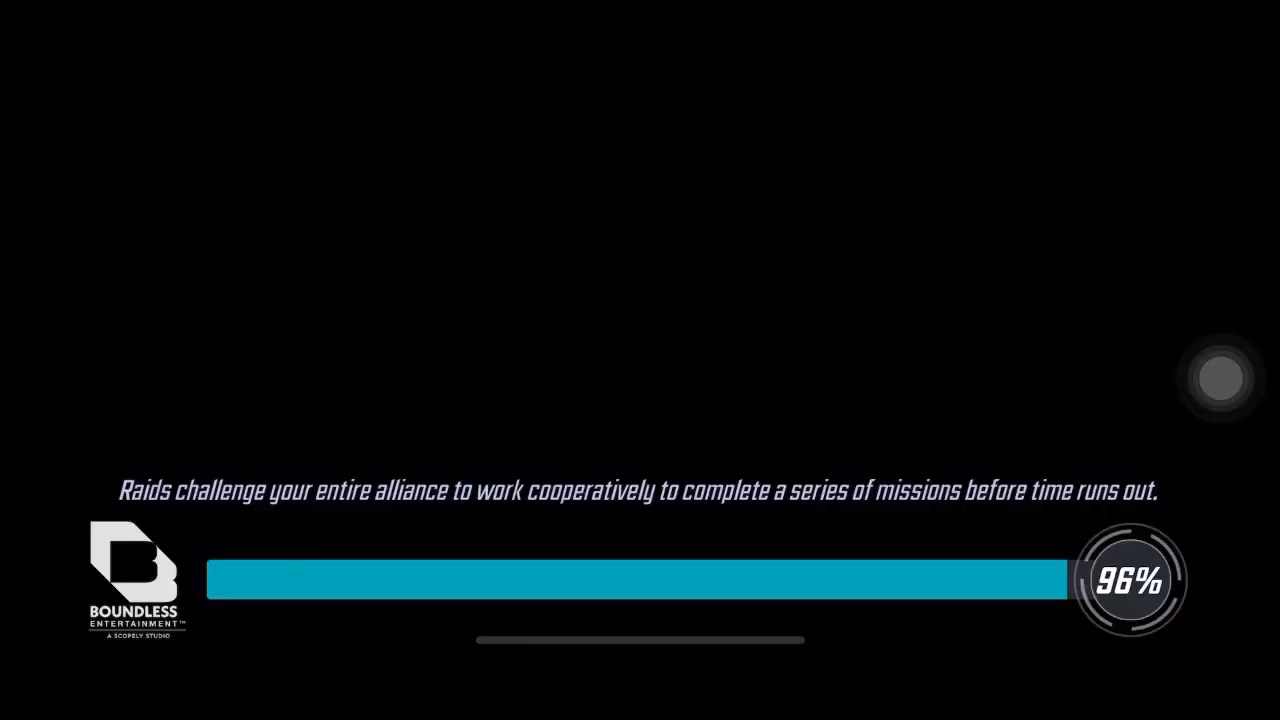 Raids challenge your entire alliance to work cooperatively to complete a series of missions before time runs out.
96%
BOUNDLESS
ENTERTAINMENT™
A SCOPELY STUDIO